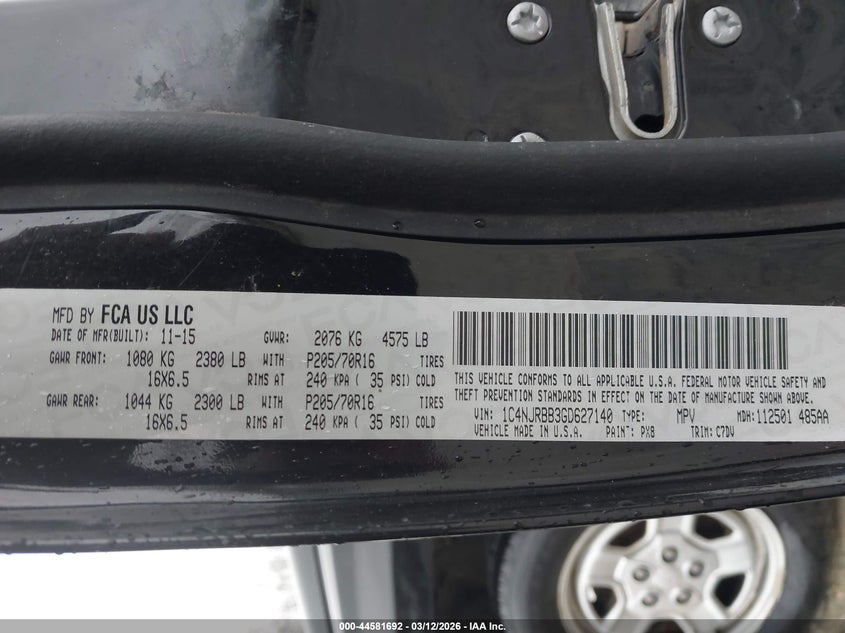 MFD BY FCA US LLC
DATE OF MFR(BUILT): 11-15 GVWR: 2076 KG 4575 LB
GAWR FRONT: 1080 KG 2380 LB WITH P205/70R16 TIRES
16X6.5 RIMS AT 240 KPA ( 35 PSI) COLD
GAWR REAR: 1044 KG 2300 LB WITH P205/70R16 TIRES
16X6.5 RIMS AT 240 KPA ( 35 PSI) COLD
THIS VEHICLE CONFORMS TO ALL APPLICABLE U.S.A. FEDERAL MOTOR VEHICLE SAFETY AND
THEFT PREVENTION STANDARDS IN EFFECT ON THE DATE OF MANUFACTURE SHOWN ABOVE.
VIN: 1C4NJRBB3GD627140 TYPE: MPV MDH: 112501 485AA
VEHICLE MADE IN U.S.A. PAINT: PX8 TRIM: C7DV
000-44581692 - 03/12/2026 - IAA Inc.